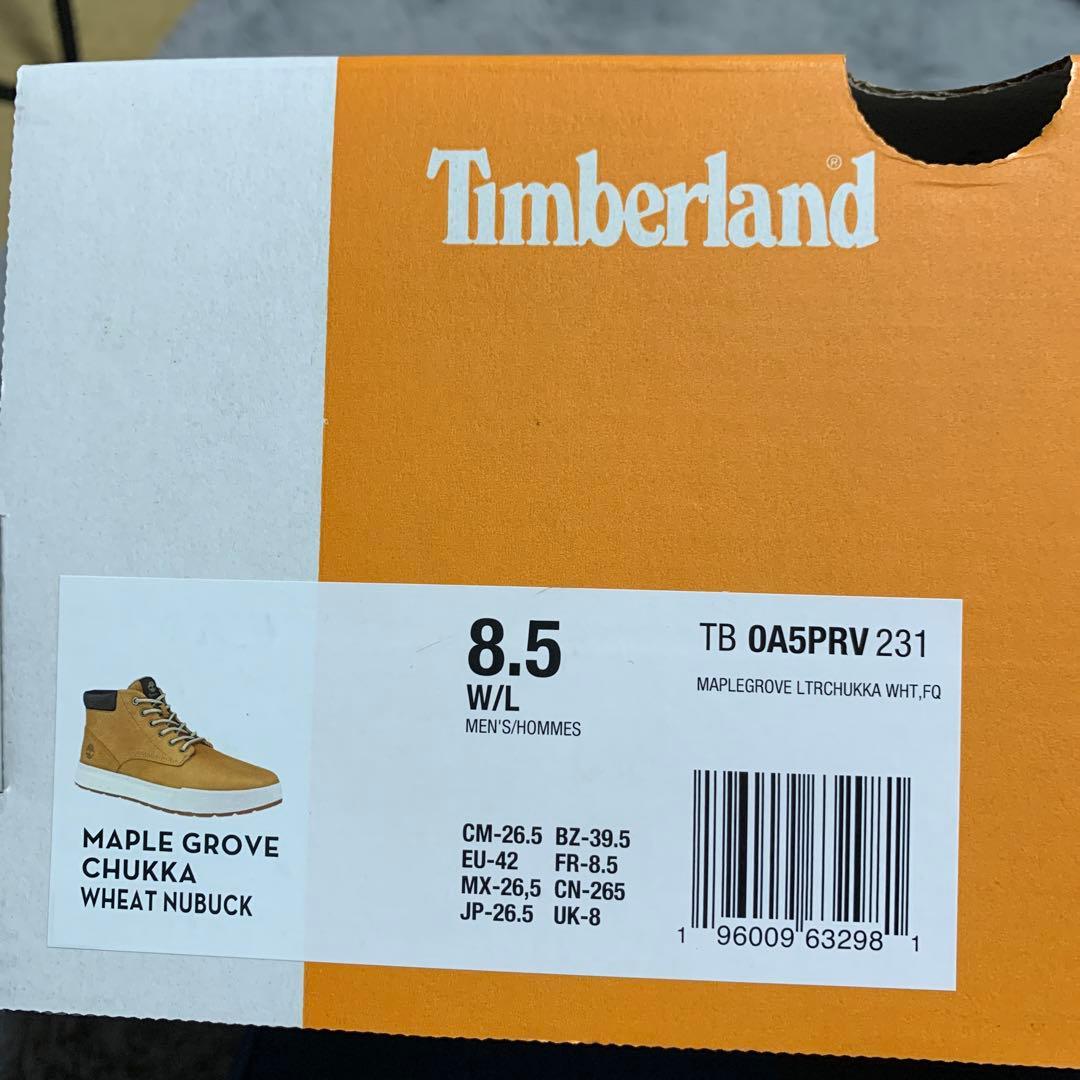 Timberland®
8.5
W/L
MEN'S/HOMMES
TB 0A5PRV 231
MAPLEGROVE LTRCHUKKA WHT,FQ
MAPLE GROVE
CHUKKA
WHEAT NUBUCK
CM-26.5 BZ-39.5
EU-42 FR-8.5
MX-26,5 CN-265
JP-26.5 UK-8
1 96009 63298 1